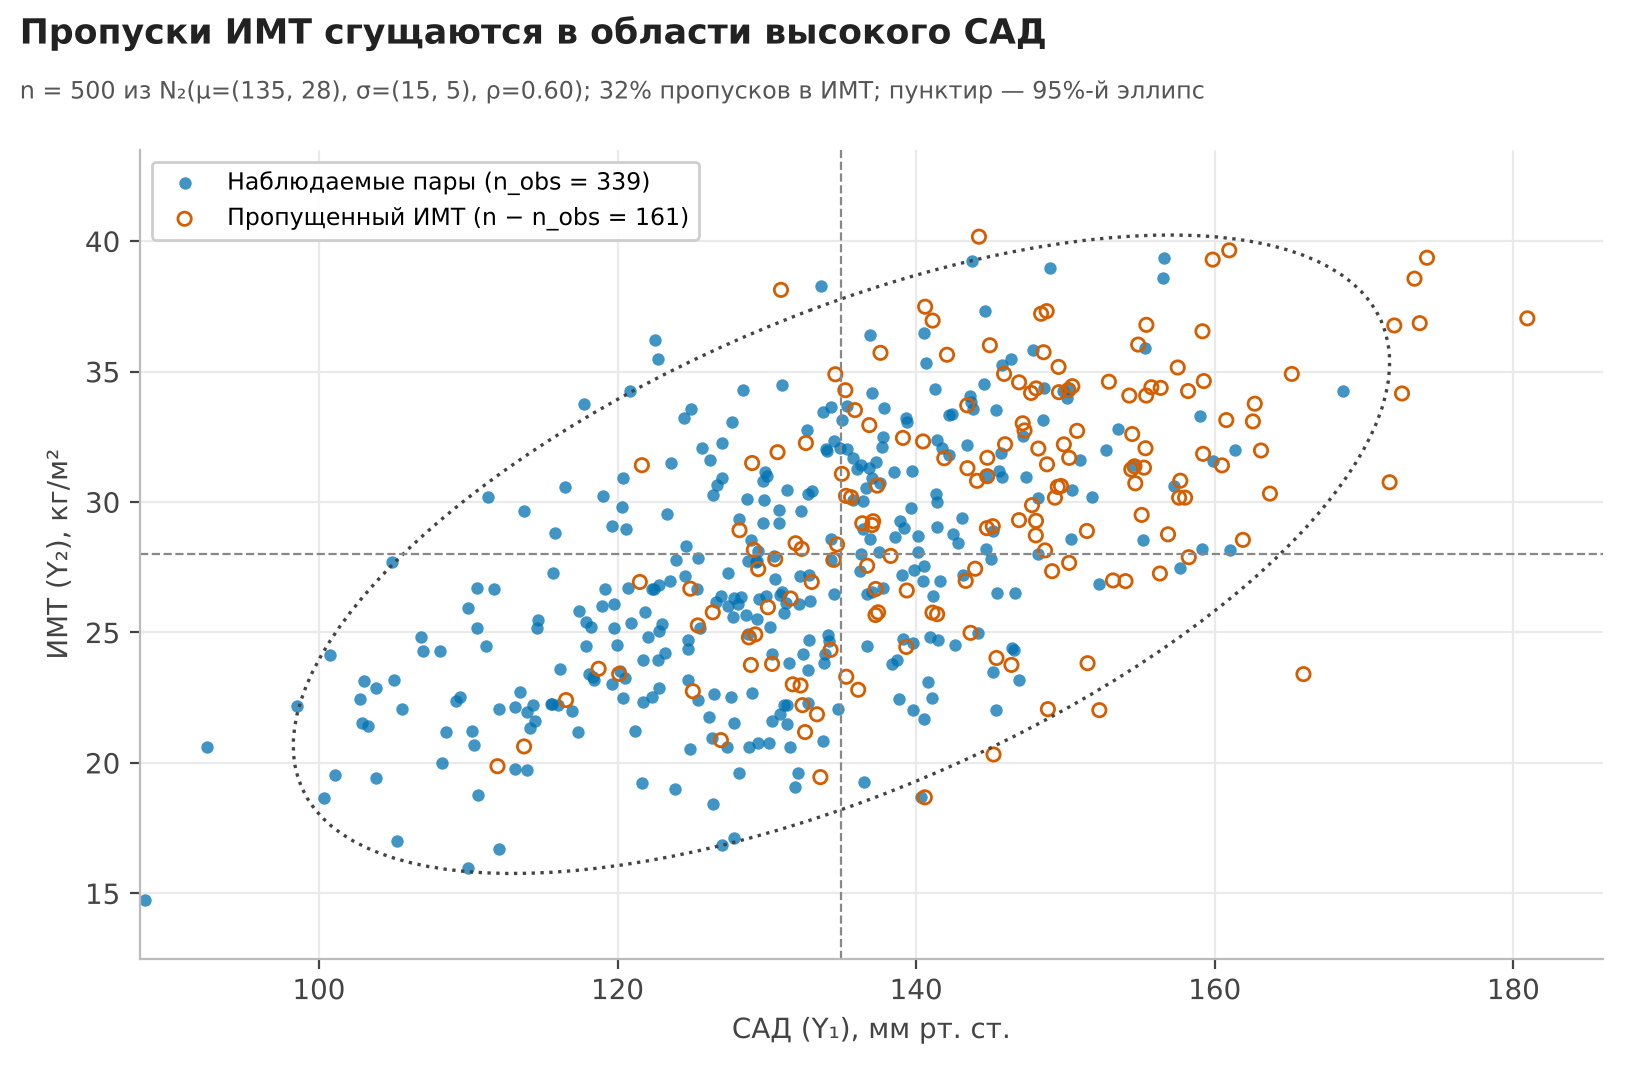 Пропуски ИМТ сгущаются в области высокого САД
n = 500 из N₂(μ=(135, 28), σ=(15, 5), ρ=0.60); 32% пропусков в ИМТ; пунктир — 95%-й эллипс
Наблюдаемые пары (n_obs = 339)
Пропущенный ИМТ (n − n_obs = 161)
40
35
30
25
20
15
ИМТ (Y₂), кг/м²
100
120
140
160
180
САД (Y₁), мм рт. ст.